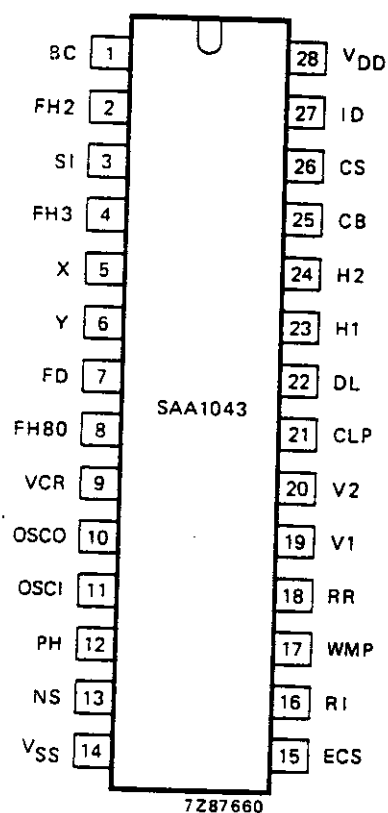 BC 1 28 VDD
FH2 2 27 ID
SI 3 26 CS
FH3 4 25 CB
X 5 24 H2
Y 6 23 H1
FD 7 22 DL
SAA1043
FH80 8 21 CLP
VCR 9 20 V2
OSCO 10 19 V1
OSCI 11 18 RR
PH 12 17 WMP
NS 13 16 RI
VSS 14 15 ECS
7Z87660